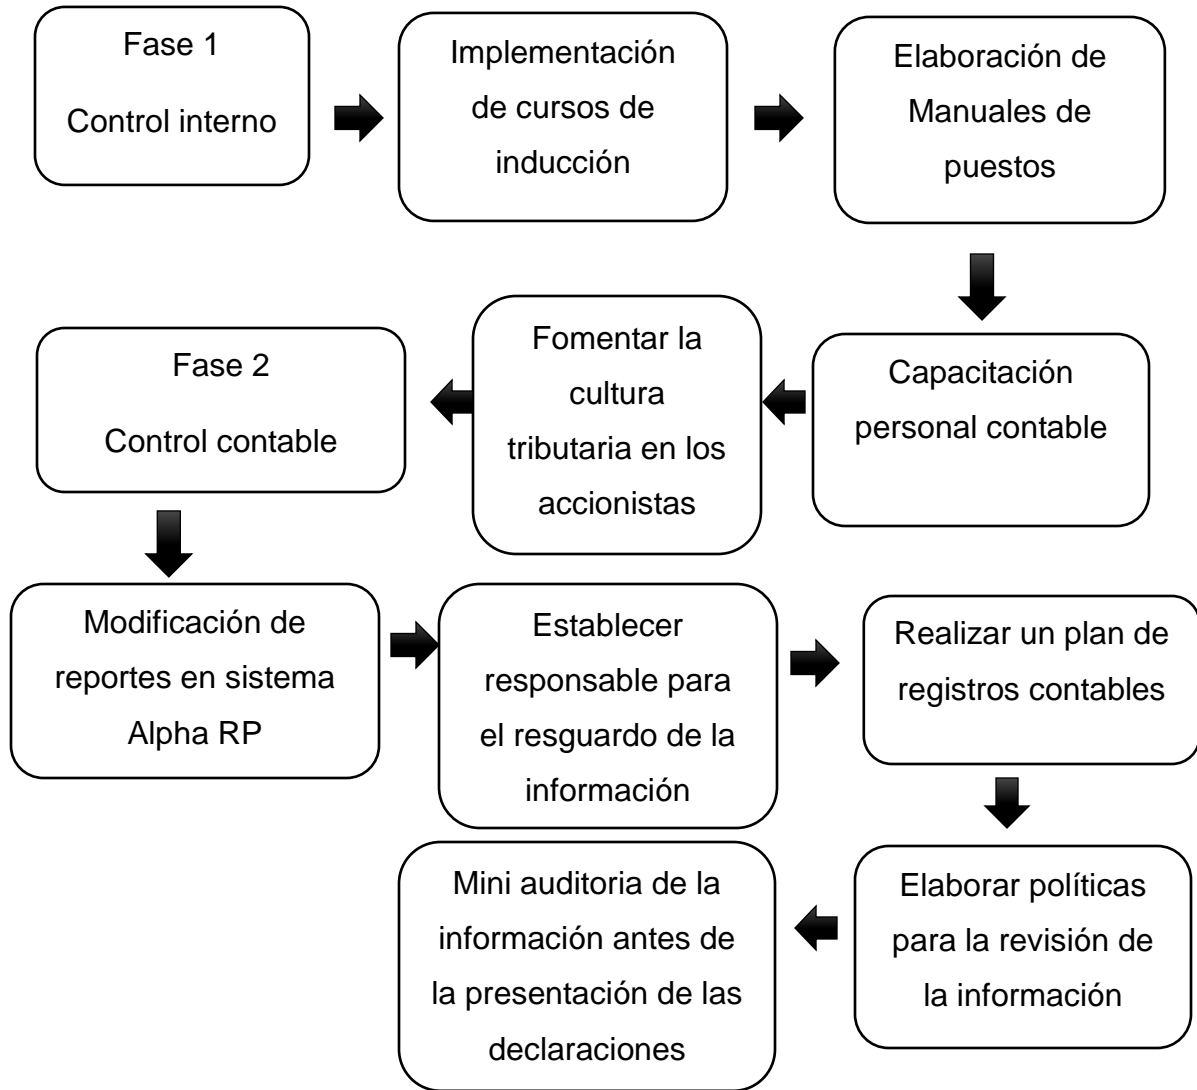 Fase 1
Control interno
Implementación
de cursos de
inducción
Elaboración de
Manuales de
puestos
Capacitación
personal contable
Fomentar la
cultura
tributaria en los
accionistas
Fase 2
Control contable
Modificación de
reportes en sistema
Alpha RP
Establecer
responsable para
el resguardo de la
información
Realizar un plan de
registros contables
Elaborar políticas
para la revisión de
la información
Mini auditoria de la
información antes de
la presentación de las
declaraciones